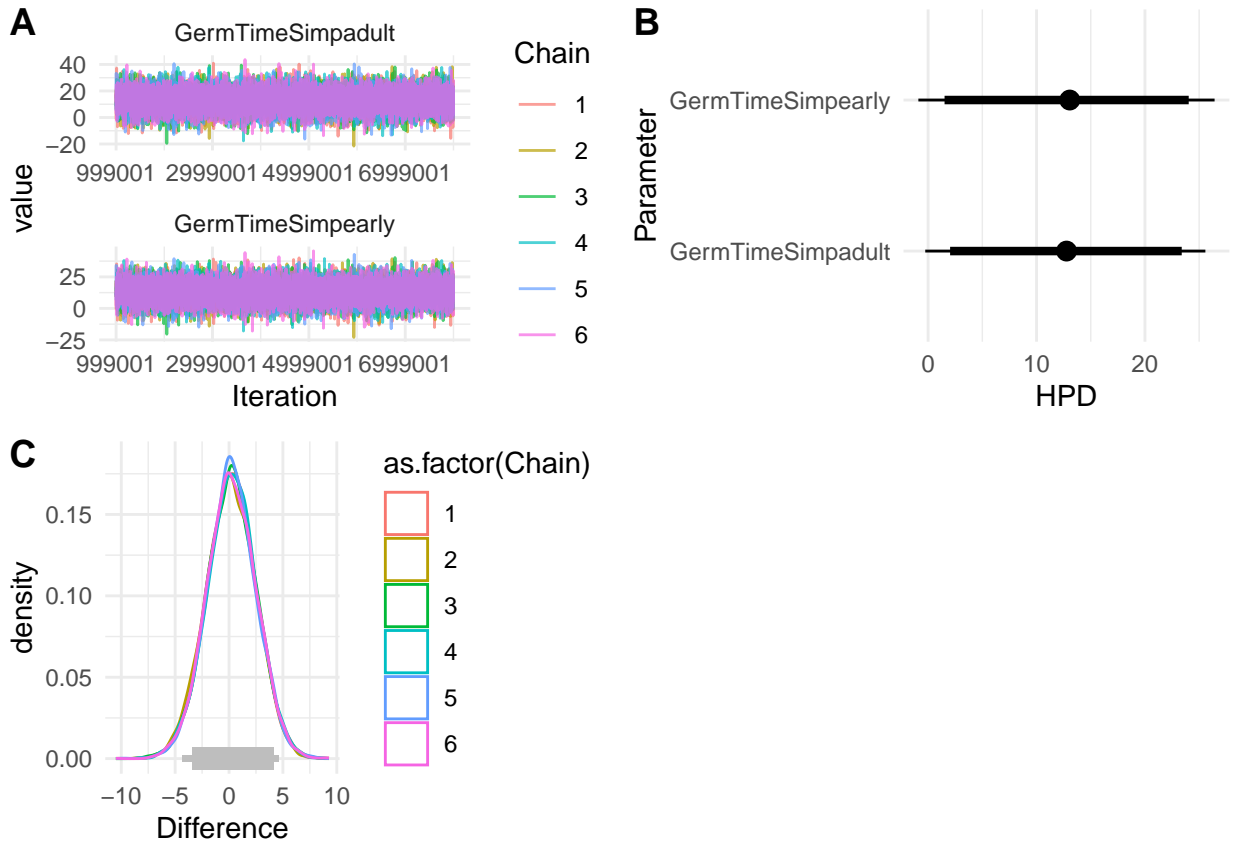 A
GermTimeSimpadult
40
20
0
−20
999001 2999001 4999001 6999001
GermTimeSimpearly
25
0
−25
999001 2999001 4999001 6999001
value
Iteration
Chain
1
2
3
4
5
6
B
GermTimeSimpearly
GermTimeSimpadult
Parameter
0 10 20
HPD
C
0.15
0.10
0.05
0.00
density
−10 −5 0 5 10
Difference
as.factor(Chain)
1
2
3
4
5
6